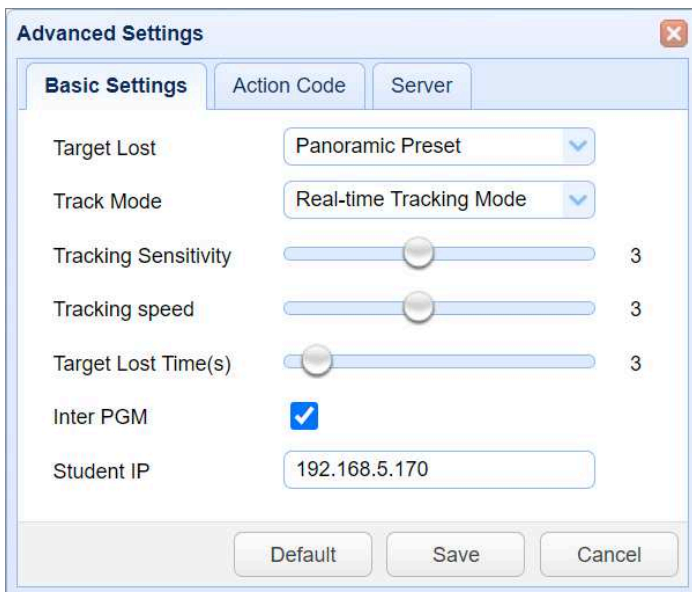 Advanced Settings
Basic Settings Action Code Server
Target Lost Panoramic Preset
Track Mode Real-time Tracking Mode
Tracking Sensitivity 3
Tracking speed 3
Target Lost Time(s) 3
Inter PGM
Student IP 192.168.5.170
Default Save Cancel